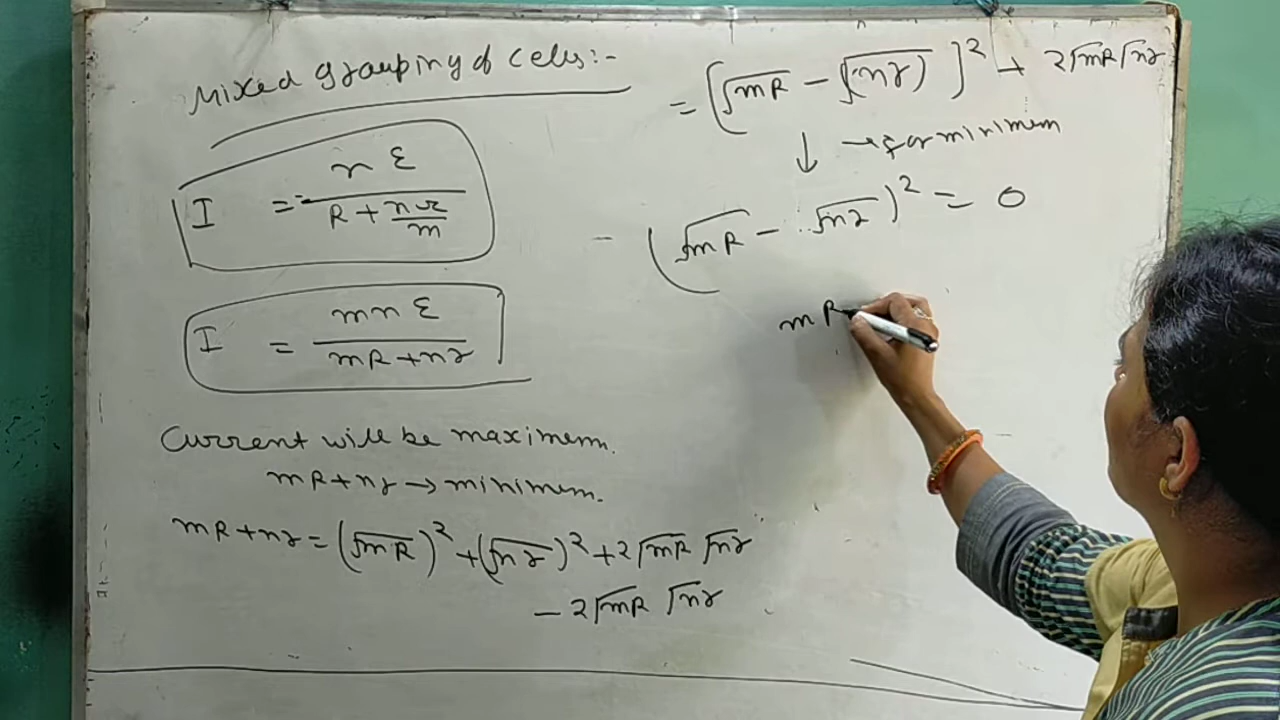 Mixed grouping of cells:-
I = nε / (R + nr/m)
I = mnε / (mR+nr)
Current will be maximum.
mR+nr → minimum.
mR+nr = (√mR)² + (√nr)² + 2√mR √nr
- 2√mR √nr
= [√mR - √(nr)]² + 2√mR√nr
↓ → for minimum
- (√mR - √nr)² = 0
mR